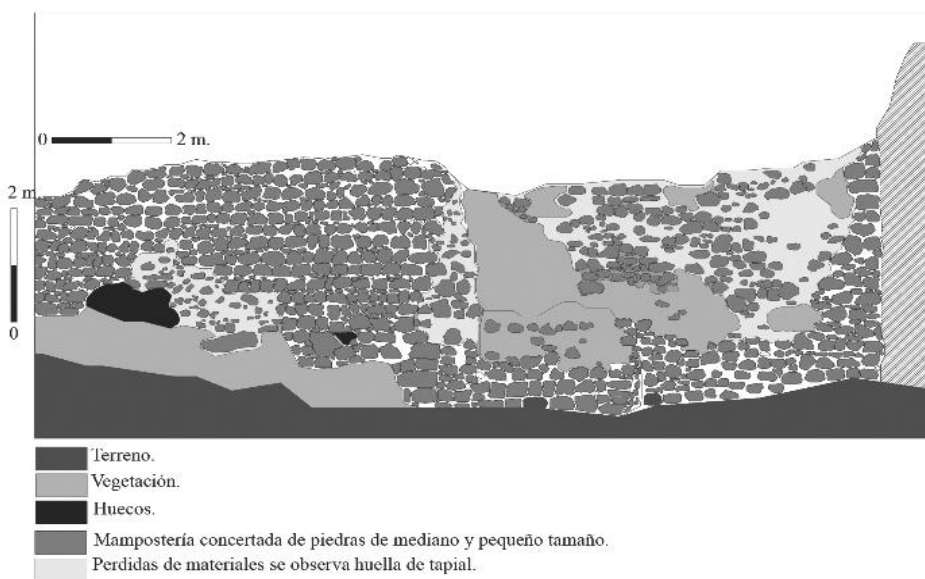 0 2 m.
2 m
0
Terreno.
Vegetación.
Huecos.
Mampostería concertada de piedras de mediano y pequeño tamaño.
Perdidas de materiales se observa huella de tapial.